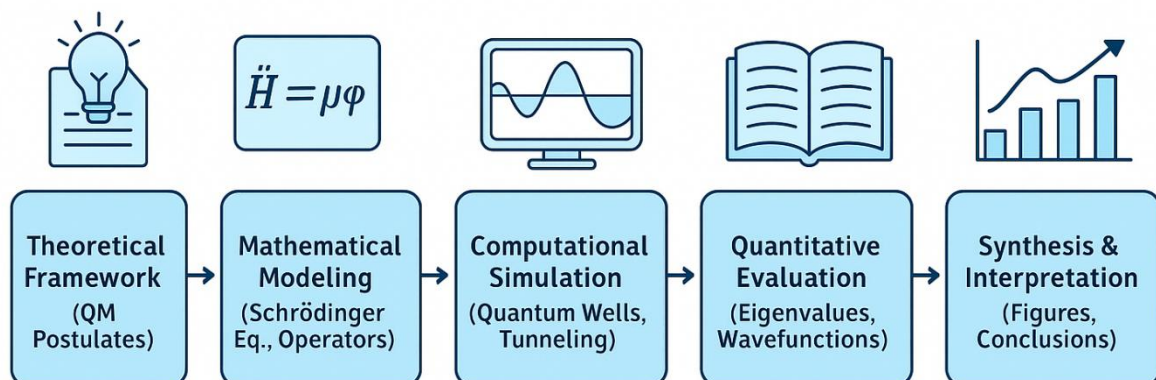 Ḧ = μφ
Theoretical
Framework
(QM
Postulates)
Mathematical
Modeling
(Schrödinger
Eq., Operators)
Computational
Simulation
(Quantum Wells,
Tunneling)
Quantitative
Evaluation
(Eigenvalues,
Wavefunctions)
Synthesis &
Interpretation
(Figures,
Conclusions)